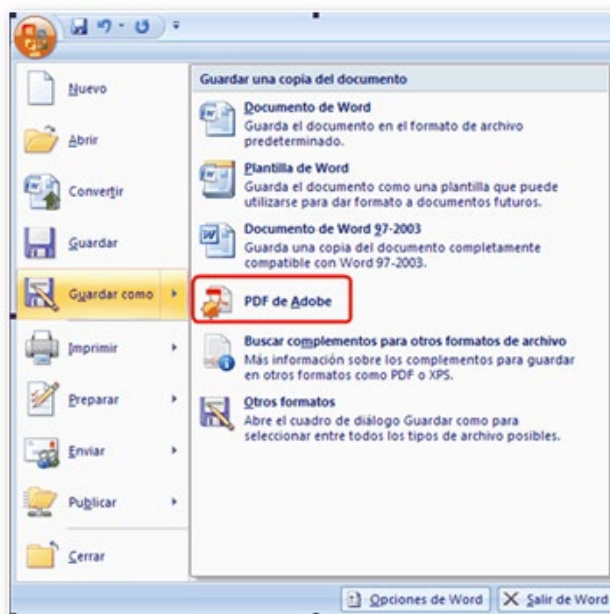 Nuevo
Abrir
Convertir
Guardar
Guardar como
Imprimir
Preparar
Enviar
Publicar
Cerrar
Guardar una copia del documento
Documento de Word
Guarda el documento en el formato de archivo
predeterminado.
Plantilla de Word
Guarda el documento como una plantilla que puede
utilizarse para dar formato a documentos futuros.
Documento de Word 97-2003
Guarda una copia del documento completamente
compatible con Word 97-2003.
PDF de Adobe
Buscar complementos para otros formatos de archivo
Más información sobre los complementos para guardar
en otros formatos como PDF o XPS.
Otros formatos
Abre el cuadro de diálogo Guardar como para
seleccionar entre todos los tipos de archivo posibles.
Opciones de Word
Salir de Word